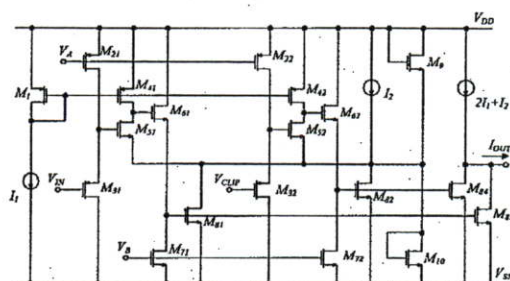 V_DD
V_A
M_21
M_22
M_1
M_41
M_61
M_42
M_62
I_2
M_9
2I_1+I_2
M_51
M_52
I_OUT
I_1
V_IN
M_31
V_CLIP
M_32
M_81
M_82
M_84
M_8
V_B
M_71
M_72
M_10
V_S